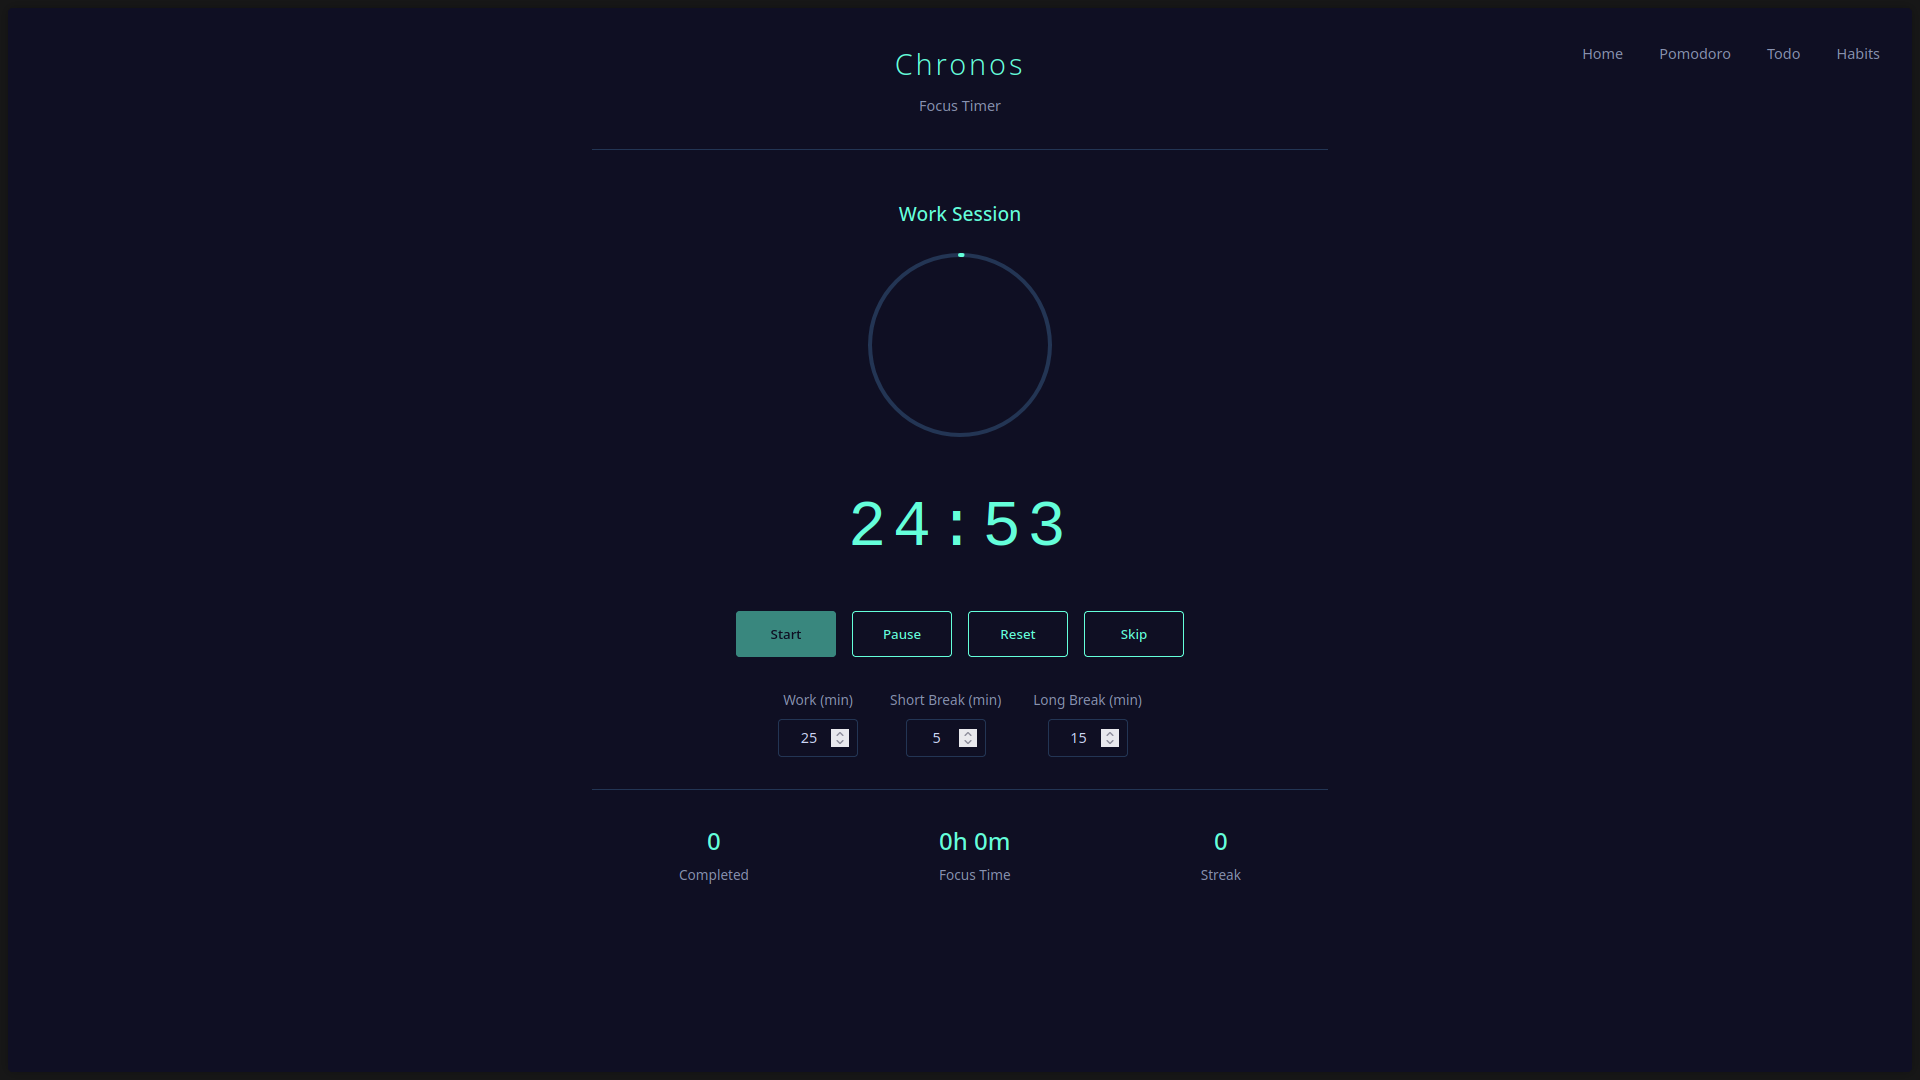 Chronos
Home Pomodoro Todo Habits
Focus Timer
Work Session
24:53
Start Pause Reset Skip
Work (min) Short Break (min) Long Break (min)
25 5 15
0 0h 0m 0
Completed Focus Time Streak